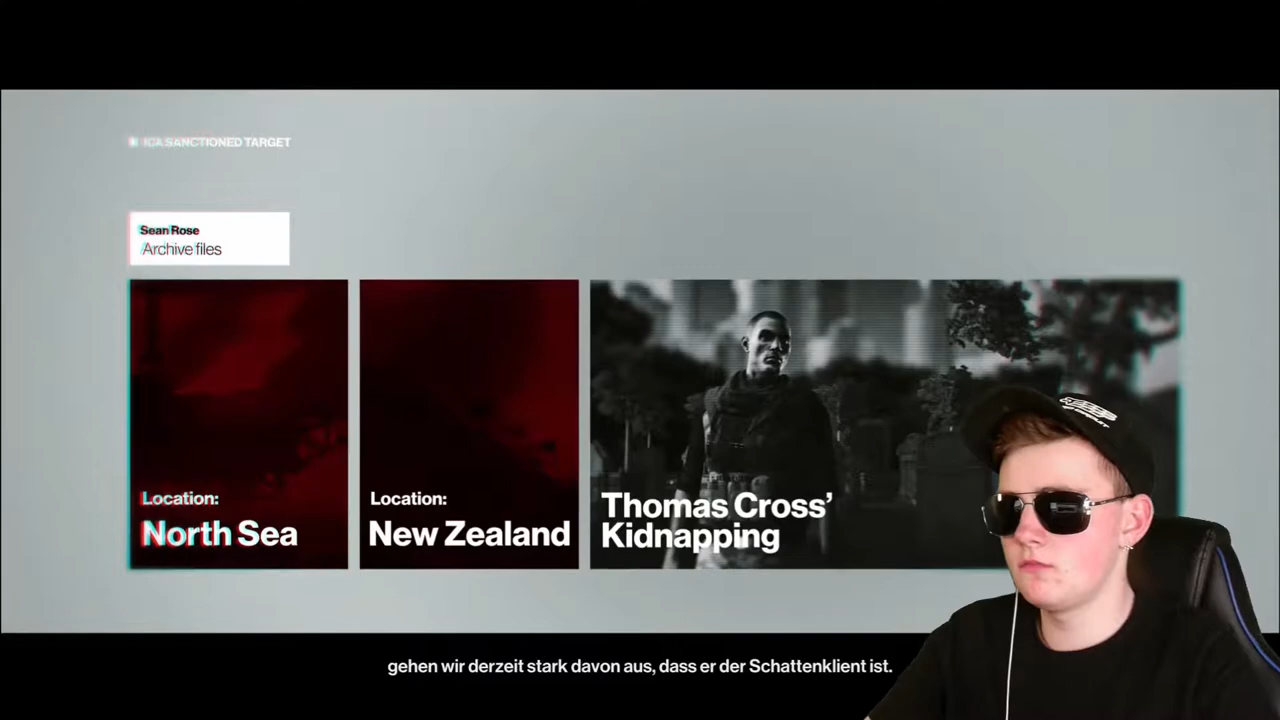 ICA SANCTIONED TARGET
Sean Rose
Archive files
Location:
North Sea
Location:
New Zealand
Thomas Cross’
Kidnapping
gehen wir derzeit stark davon aus, dass er der Schattenklient ist.